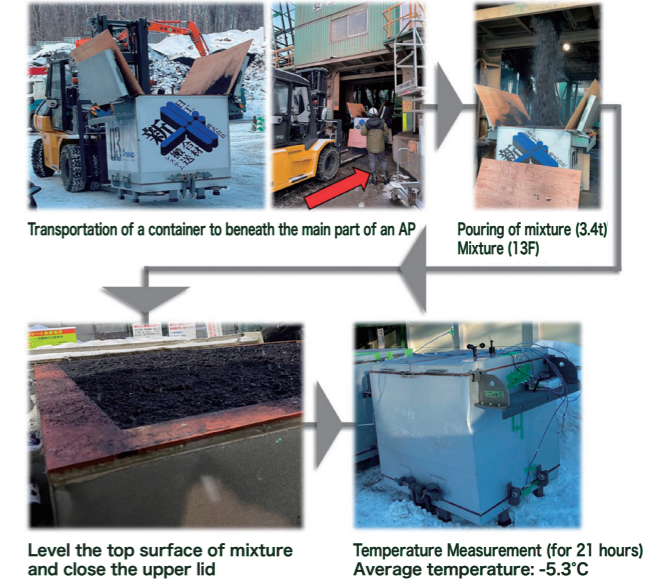 Transportation of a container to beneath the main part of an AP
Pouring of mixture (3.4t)
Mixture (13F)
Level the top surface of mixture
and close the upper lid
Temperature Measurement (for 21 hours)
Average temperature: -5.3°C